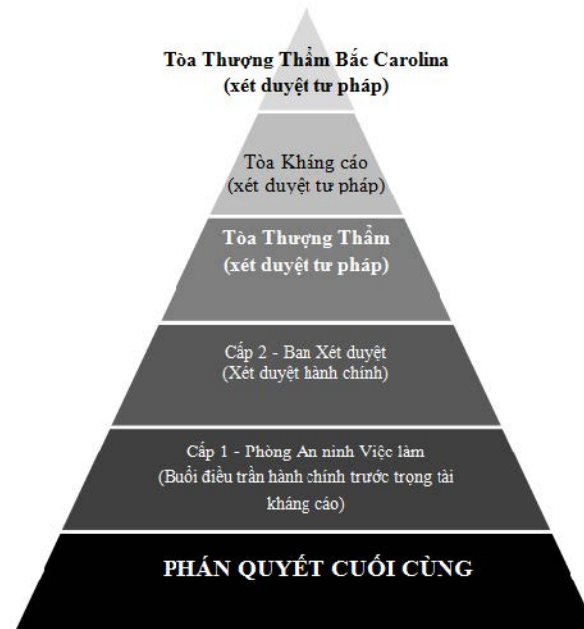 Tòa Thượng Thẩm Bắc Carolina
(xét duyệt tư pháp)
Tòa Kháng cáo
(xét duyệt tư pháp)
Tòa Thượng Thẩm
(xét duyệt tư pháp)
Cấp 2 - Ban Xét duyệt
(Xét duyệt hành chính)
Cấp 1 - Phòng An ninh Việc làm
(Buổi điều trần hành chính trước trọng tài
kháng cáo)
PHÁN QUYẾT CUỐI CÙNG